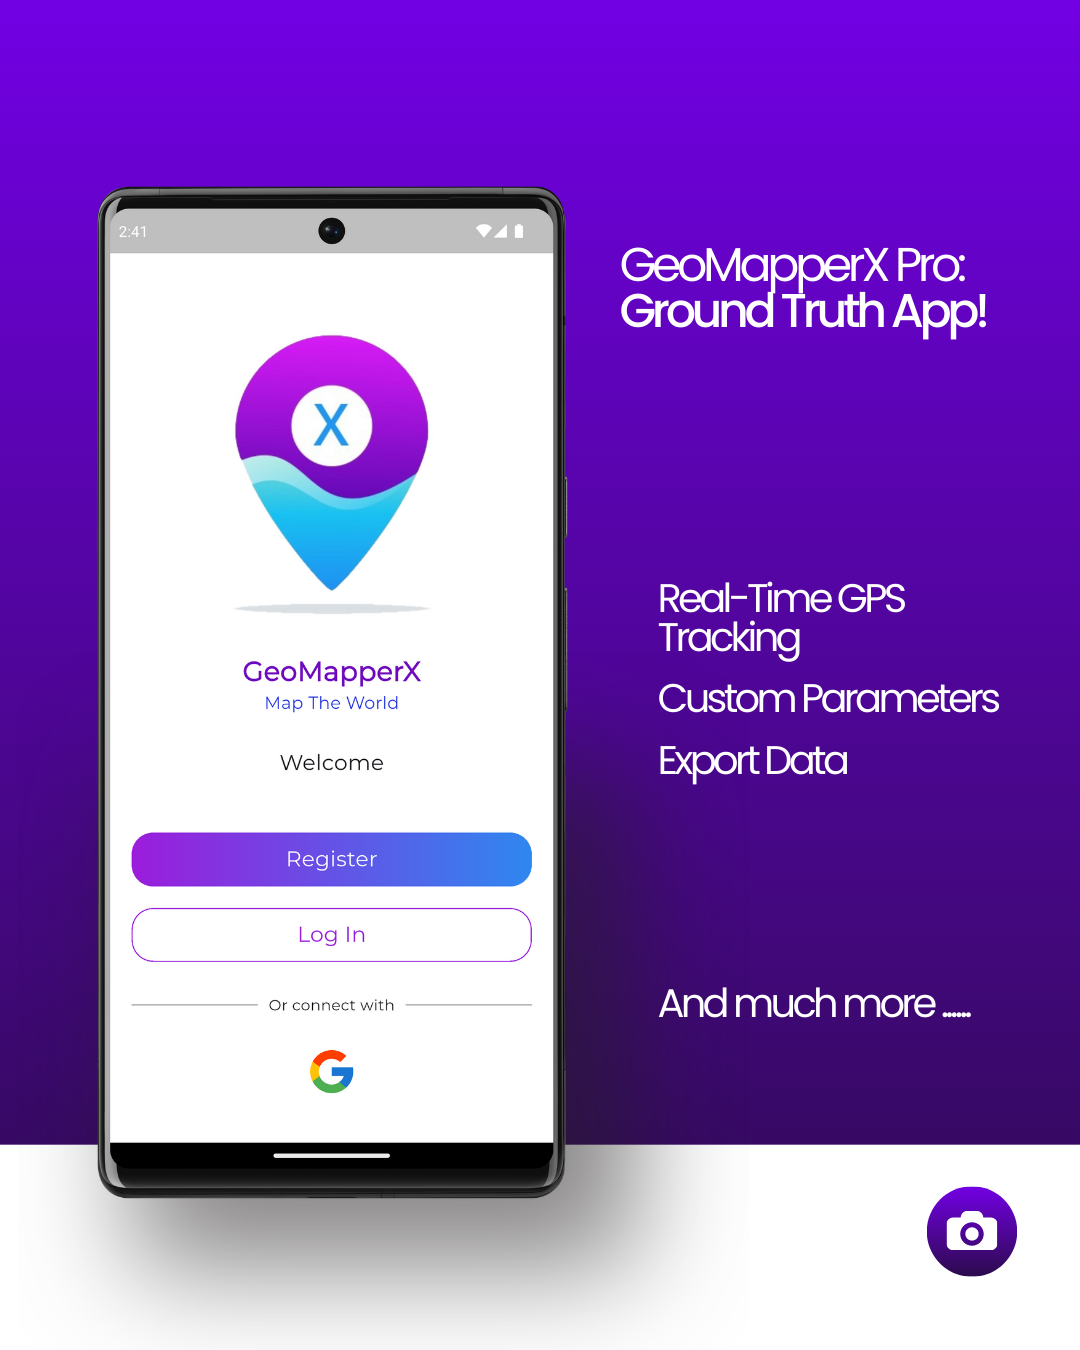 2:41
X
GeoMapperX
Map The World
Welcome
Register
Log In
Or connect with
GeoMapperX Pro:
Ground Truth App!
Real-Time GPS
Tracking
Custom Parameters
Export Data
And much more ......